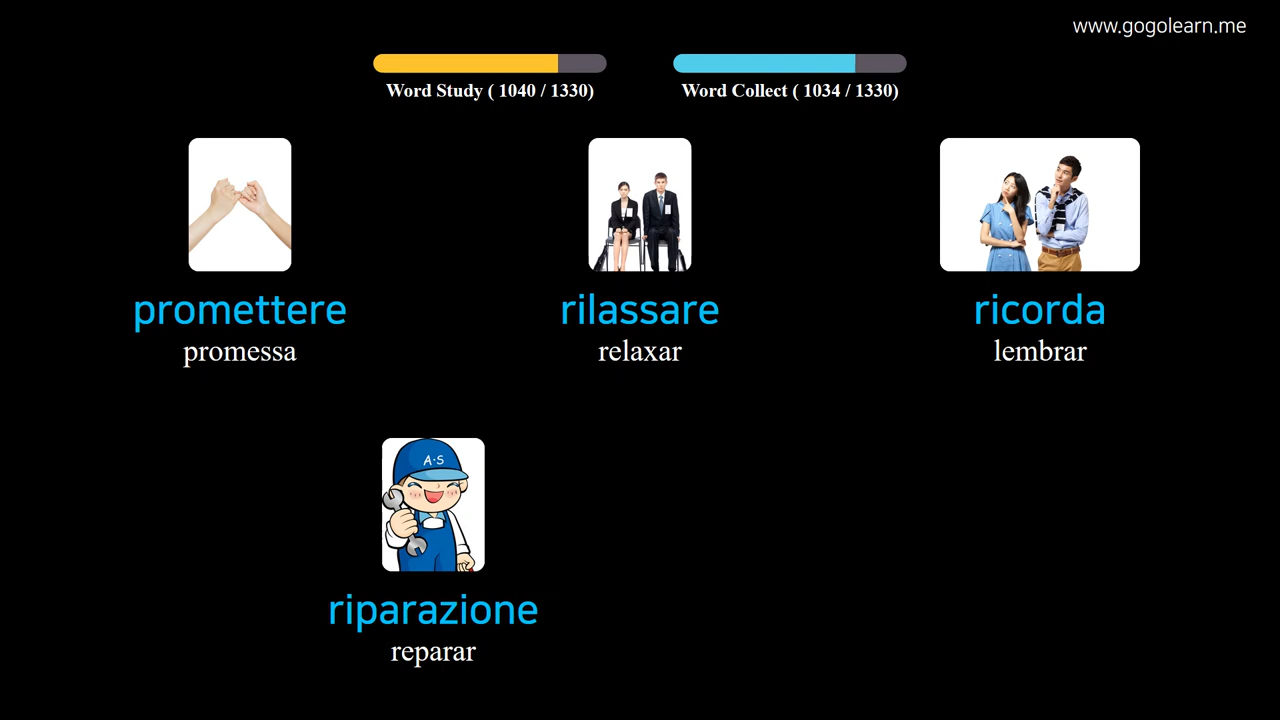 www.gogolearn.me
Word Study ( 1040 / 1330)
Word Collect ( 1034 / 1330)
promettere
promessa
rilassare
relaxar
ricorda
lembrar
A·S
riparazione
reparar